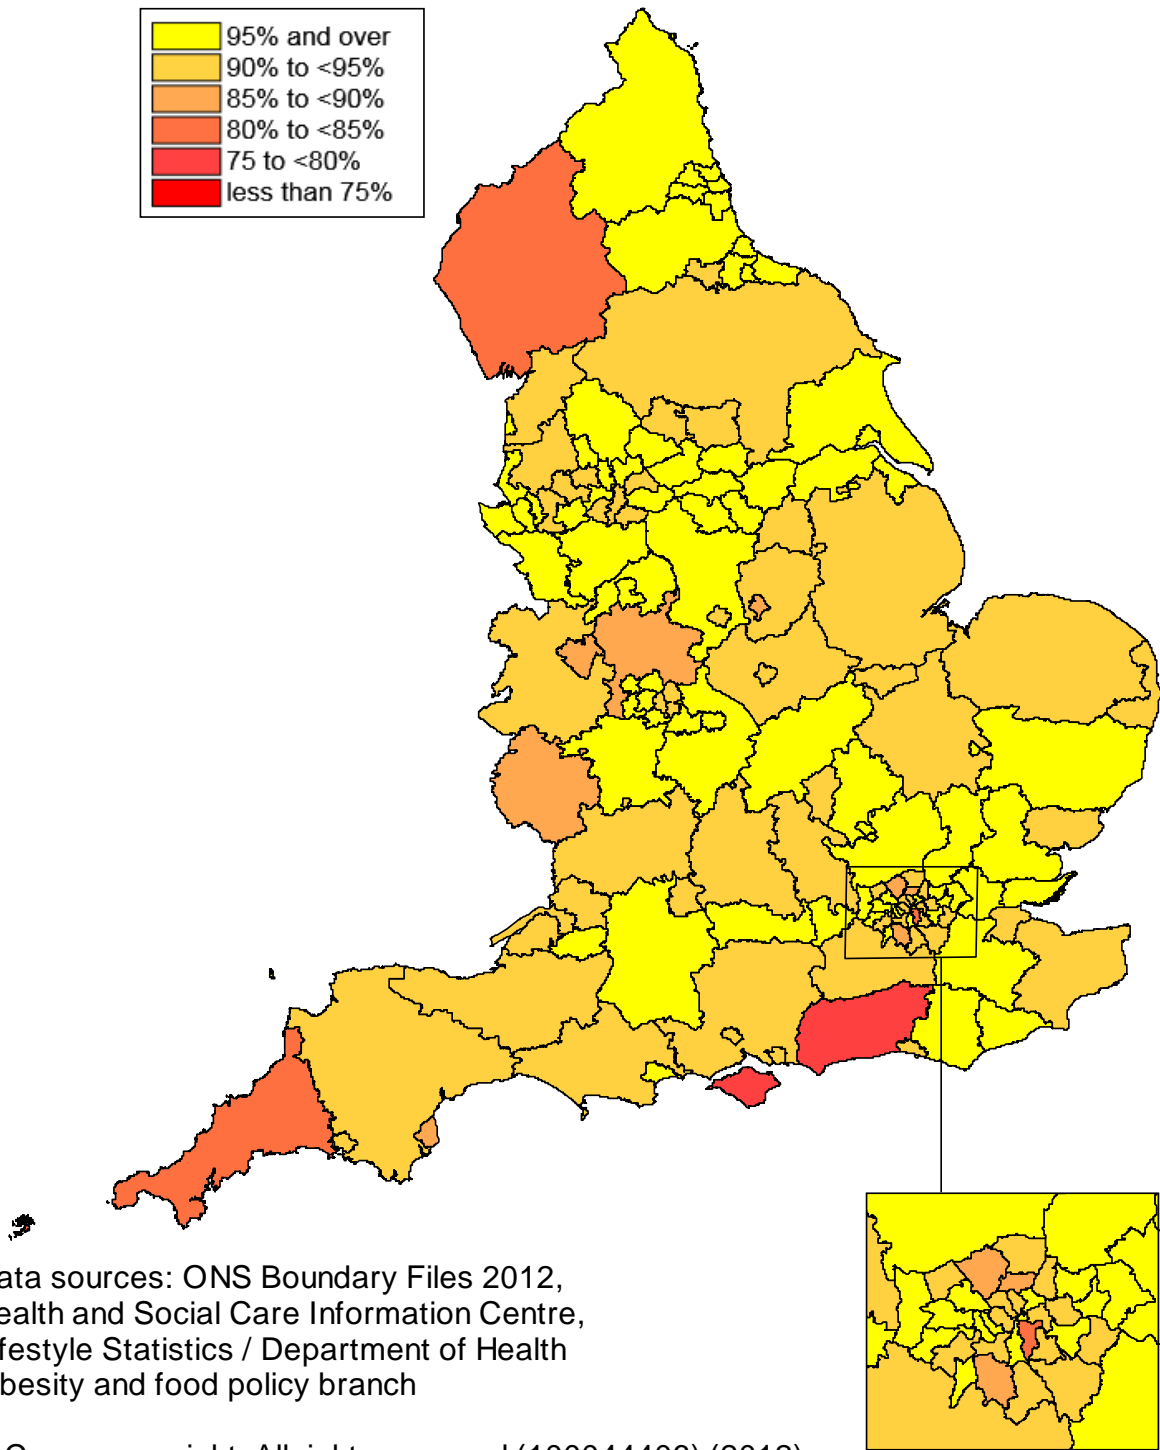 95% and over
90% to <95%
85% to <90%
80% to <85%
75 to <80%
less than 75%
ata sources: ONS Boundary Files 2012,
ealth and Social Care Information Centre,
festyle Statistics / Department of Health
besity and food policy branch